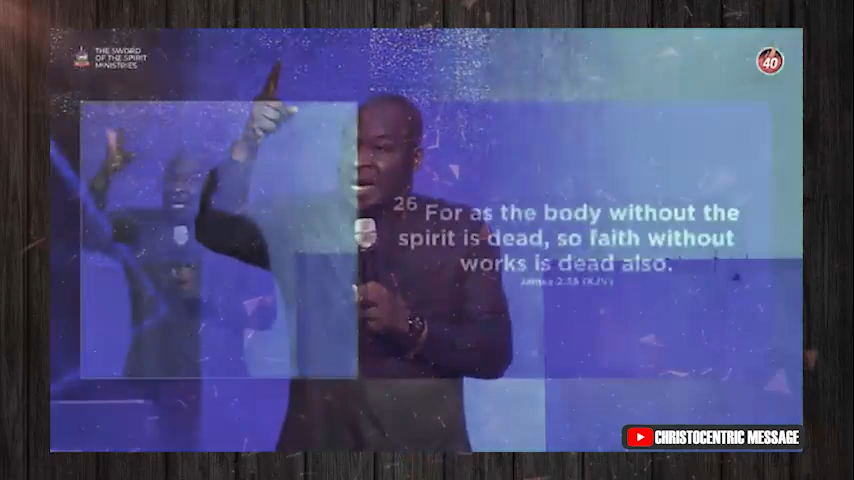 THE SWORD
OF THE SPIRIT
MINISTRIES
40
26 For as the body without the
spirit is dead, so faith without
works is dead also.
James 2:26 (KJV)
CHRISTOCENTRIC MESSAGE